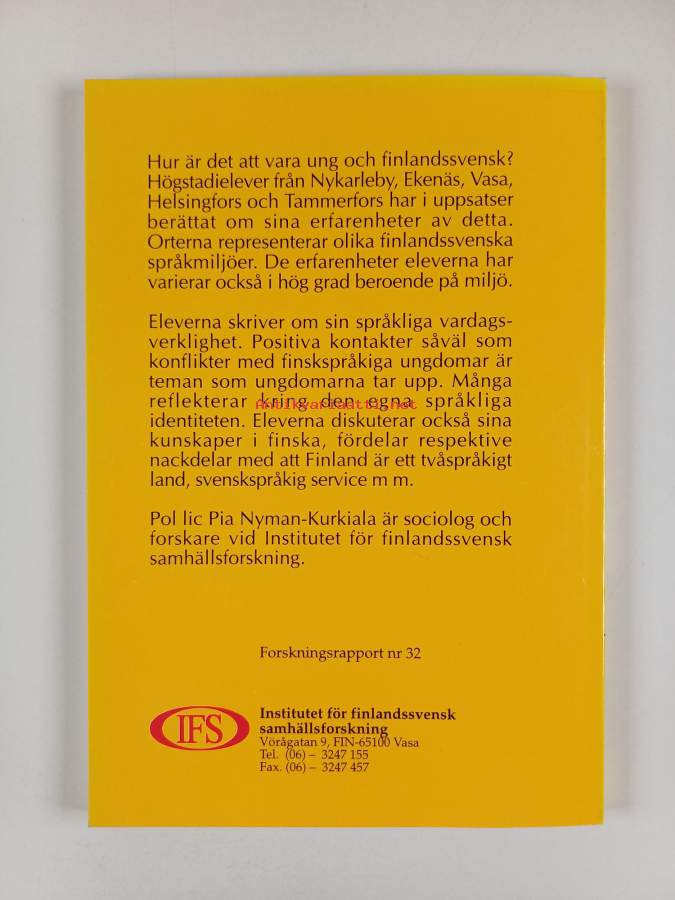 Hur är det att vara ung och finlandssvensk?
Högstadielever från Nykarleby, Ekenäs, Vasa,
Helsingfors och Tammerfors har i uppsatser
berättat om sina erfarenheter av detta.
Orterna representerar olika finlandssvenska
språkmiljöer. De erfarenheter eleverna har
varierar också i hög grad beroende på miljö.
Eleverna skriver om sin språkliga vardags-
verklighet. Positiva kontakter såväl som
konflikter med finskspråkiga ungdomar är
teman som ungdomarna tar upp. Många
reflekterar kring den egna språkliga
Antikvariaatti.net
identiteten. Eleverna diskuterar också sina
kunskaper i finska, fördelar respektive
nackdelar med att Finland är ett tvåspråkigt
land, svenskspråkig service m m.
Pol lic Pia Nyman-Kurkiala är sociolog och
forskare vid Institutet för finlandssvensk
samhällsforskning.
Forskningsrapport nr 32
IFS
Institutet för finlandssvensk
samhällsforskning
Vörågatan 9, FIN-65100 Vasa
Tel. (06) – 3247 155
Fax. (06) – 3247 457